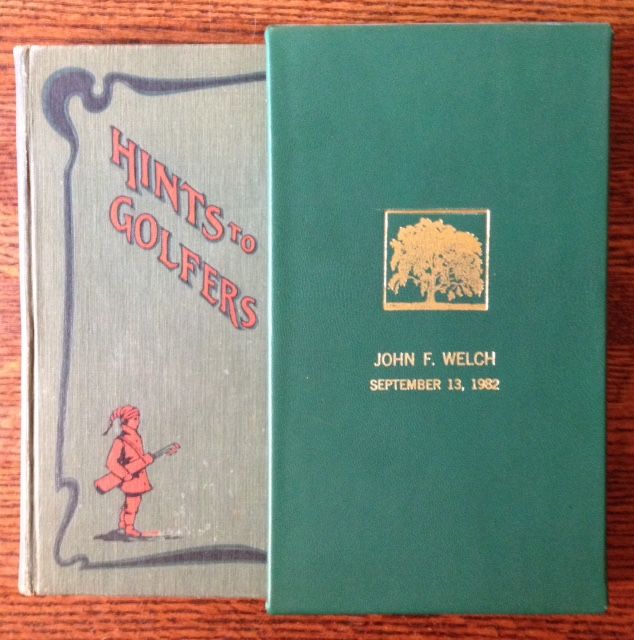 HINTS TO
GOLFERS
JOHN F. WELCH
SEPTEMBER 13, 1982